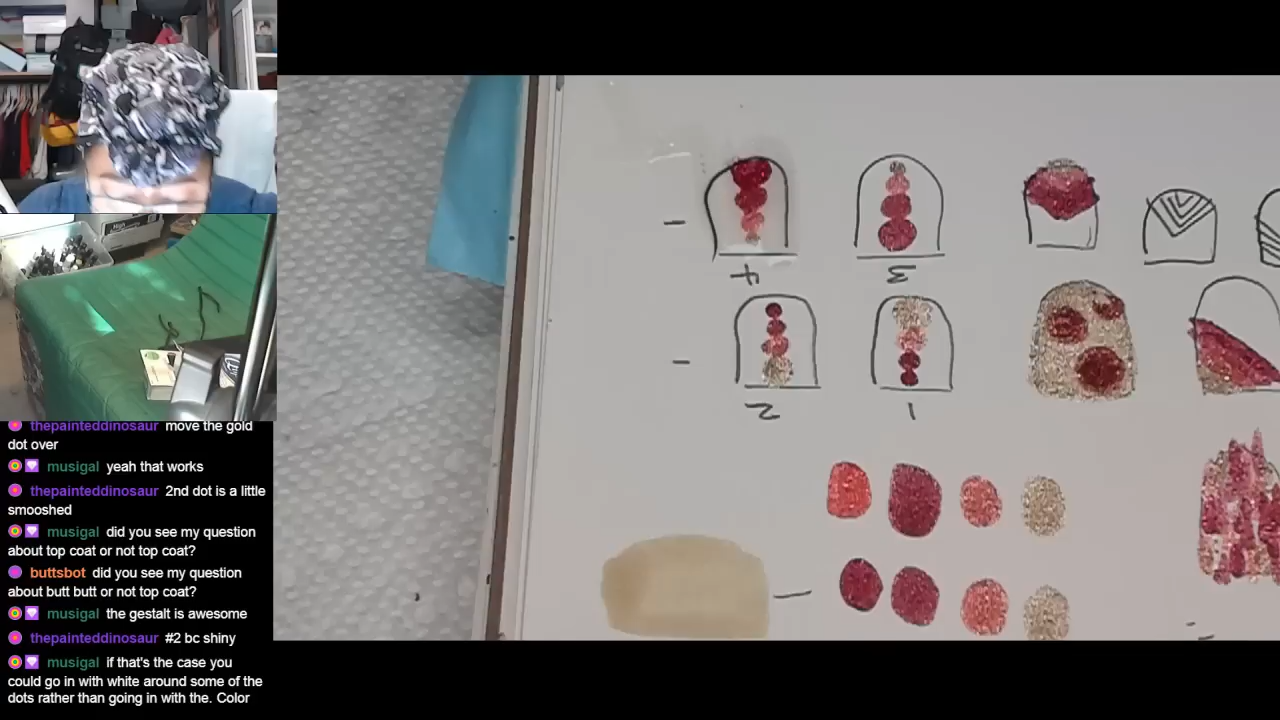 thepainteddinosaur move the gold
dot over
musigal yeah that works
thepainteddinosaur 2nd dot is a little
smooshed
musigal did you see my question
about top coat or not top coat?
buttsbot did you see my question
about butt butt or not top coat?
musigal the gestalt is awesome
thepainteddinosaur #2 bc shiny
musigal if that's the case you
could go in with white around some of the
dots rather than going in with the. Color
4 3
2 1